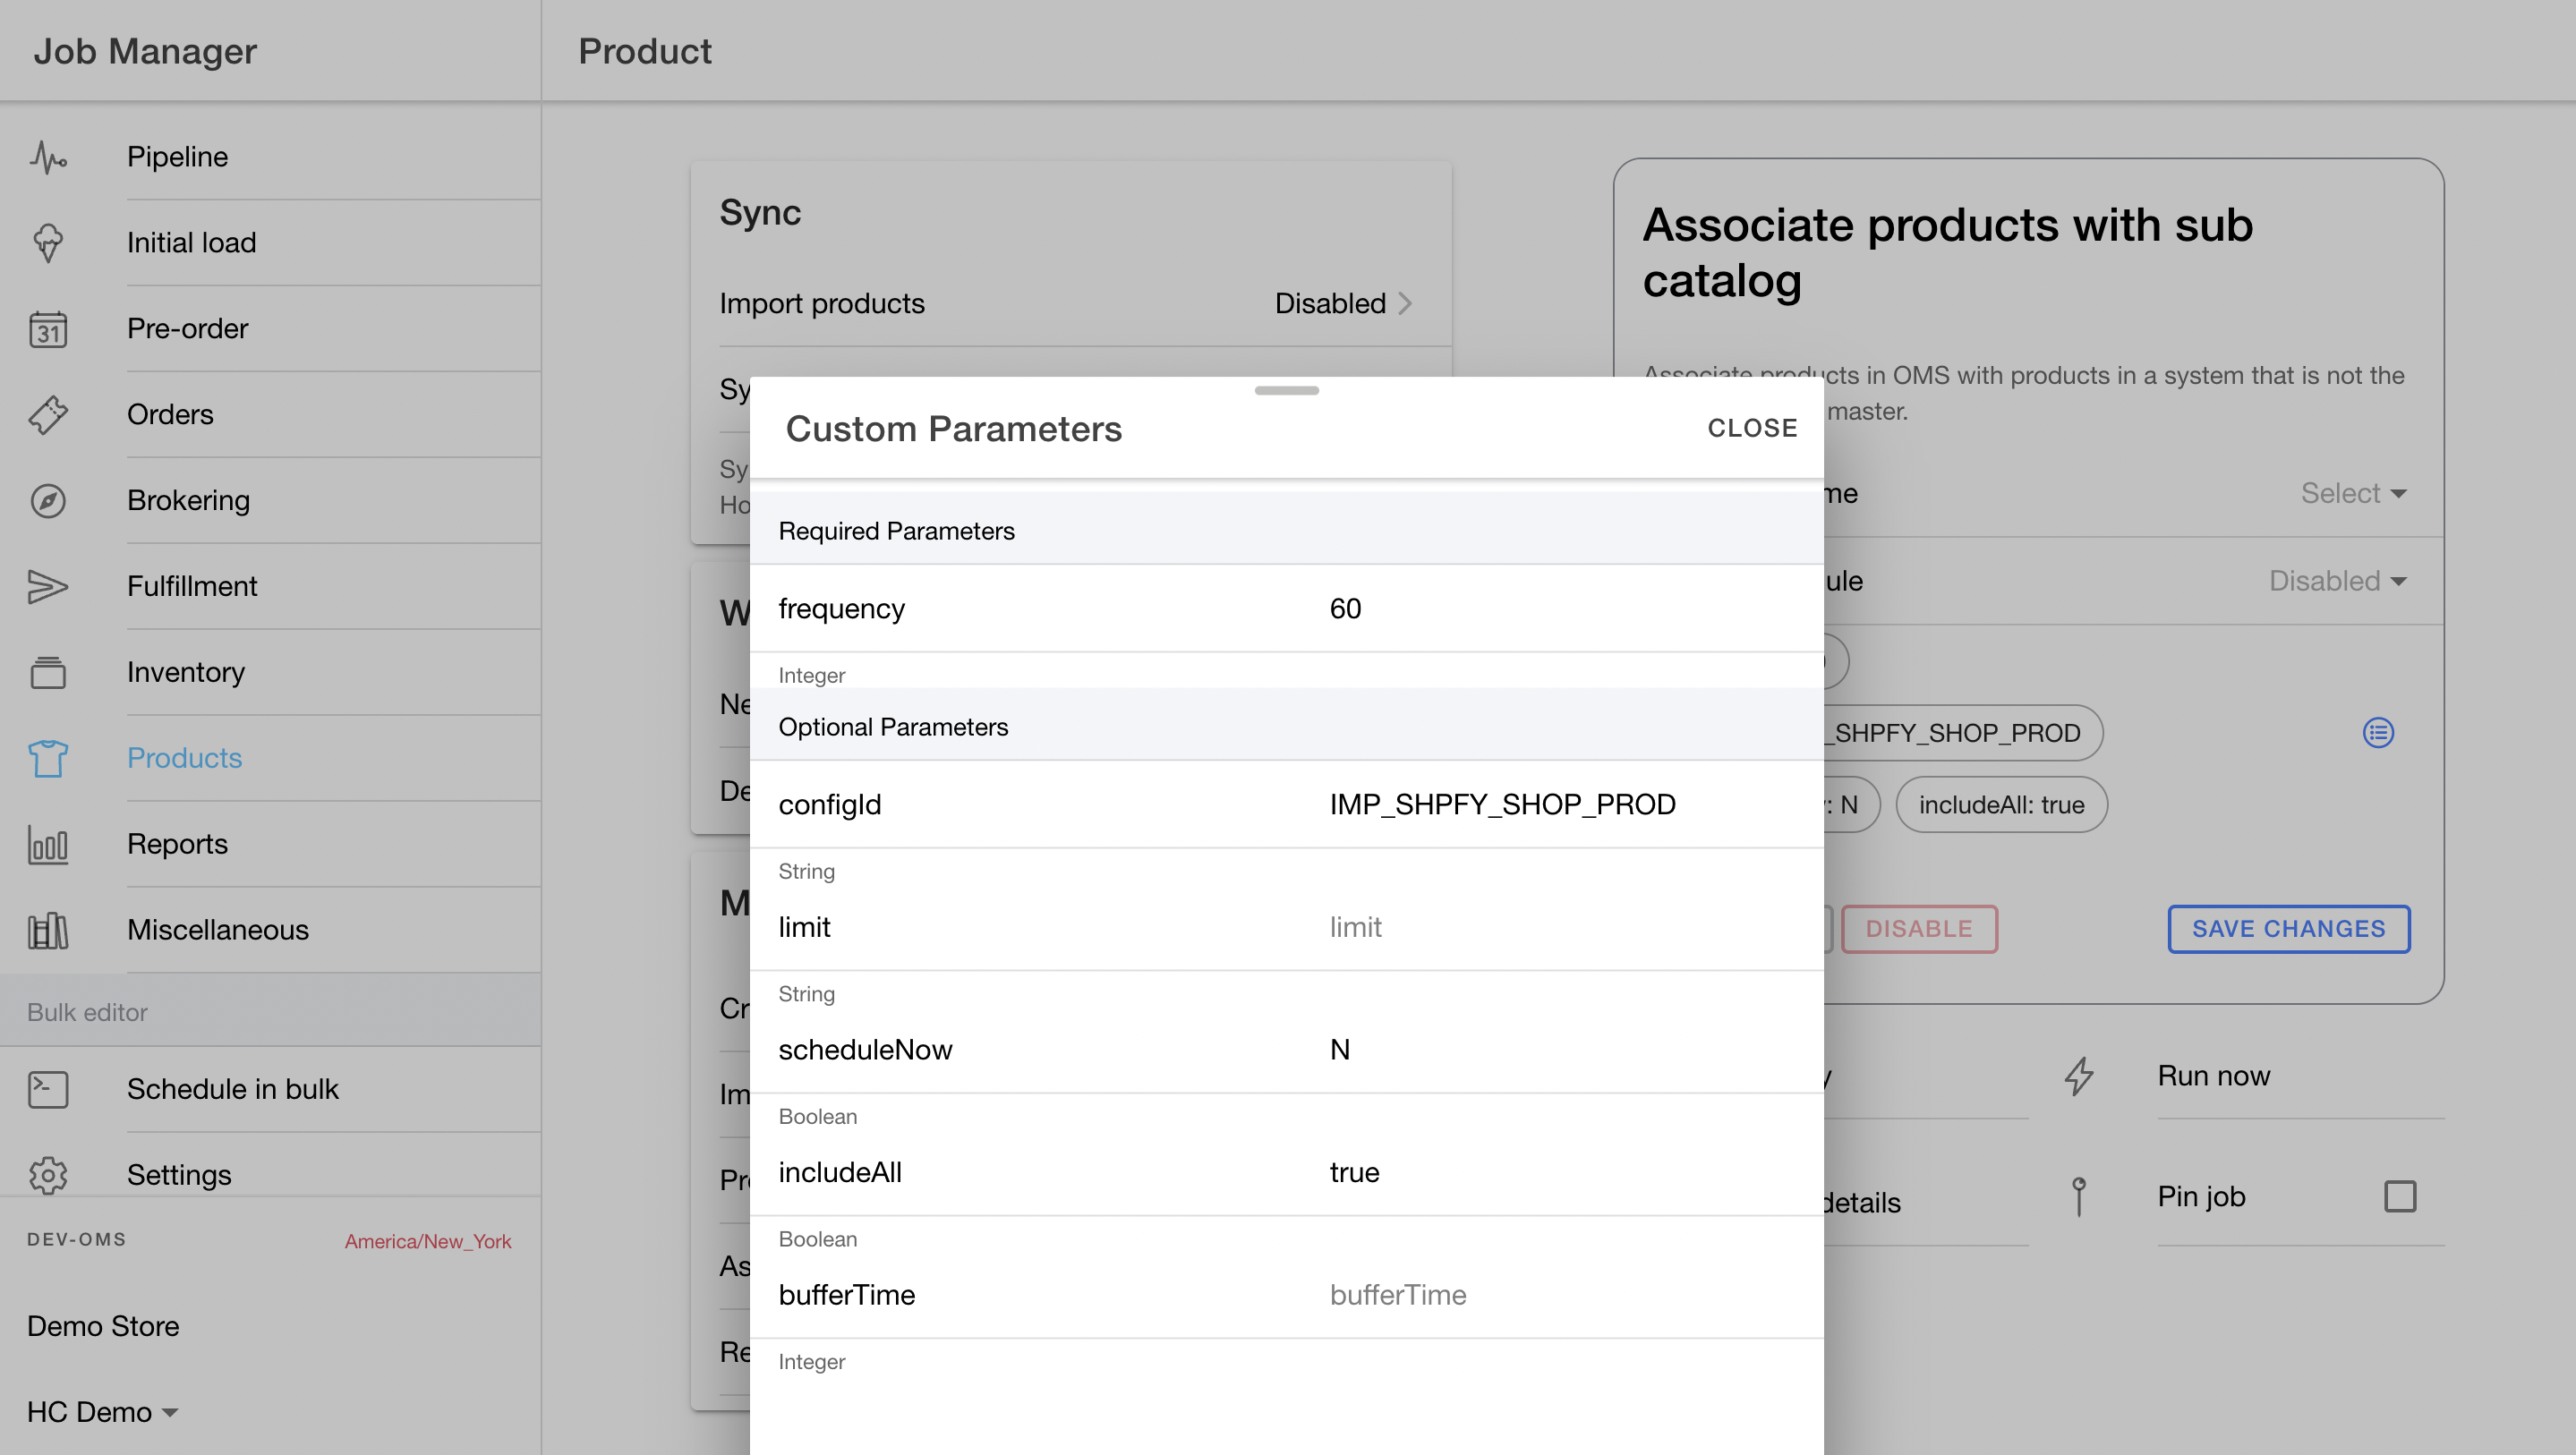 Job Manager
Product
Pipeline
Initial load
31
Pre-order
Orders
Brokering
Fulfillment
Inventory
Products
Reports
Miscellaneous
Bulk editor
Schedule in bulk
Settings
DEV-OMS
America/New_York
Demo Store
HC Demo
Sync
Import products
Disabled
Sy
Sy
Ho
W
Ne
De
M
Cr
Im
Pr
As
Re
Associate products with sub
catalog
Associate products in OMS with products in a system that is not the
master.
me
Select
ule
Disabled
_SHPFY_SHOP_PROD
: N
includeAll: true
DISABLE
SAVE CHANGES
Run now
details
Pin job
Custom Parameters
CLOSE
Required Parameters
frequency
60
Integer
Optional Parameters
configId
IMP_SHPFY_SHOP_PROD
String
limit
limit
String
scheduleNow
N
Boolean
includeAll
true
Boolean
bufferTime
bufferTime
Integer